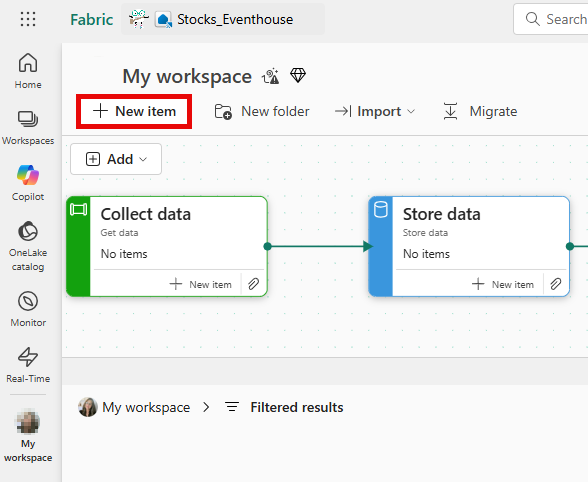 Fabric
Stocks_Eventhouse
Search
My workspace
New item
New folder
Import
Migrate
Home
Workspaces
Copilot
OneLake
catalog
Monitor
Real-Time
My
workspace
Add
Collect data
Get data
No items
New item
Store data
Store data
No items
New item
My workspace
Filtered results